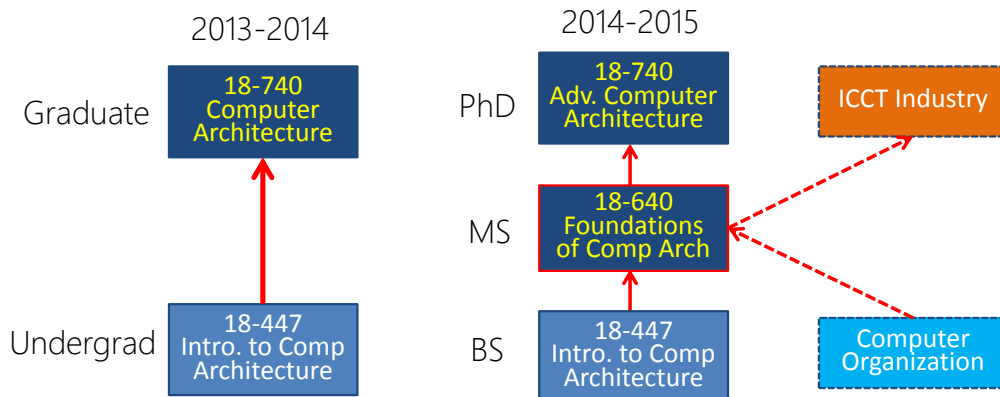 2013-2014
Graduate
18-740
Computer
Architecture
Undergrad
18-447
Intro. to Comp
Architecture
2014-2015
PhD
18-740
Adv. Computer
Architecture
MS
18-640
Foundations
of Comp Arch
BS
18-447
Intro. to Comp
Architecture
ICCT Industry
Computer
Organization